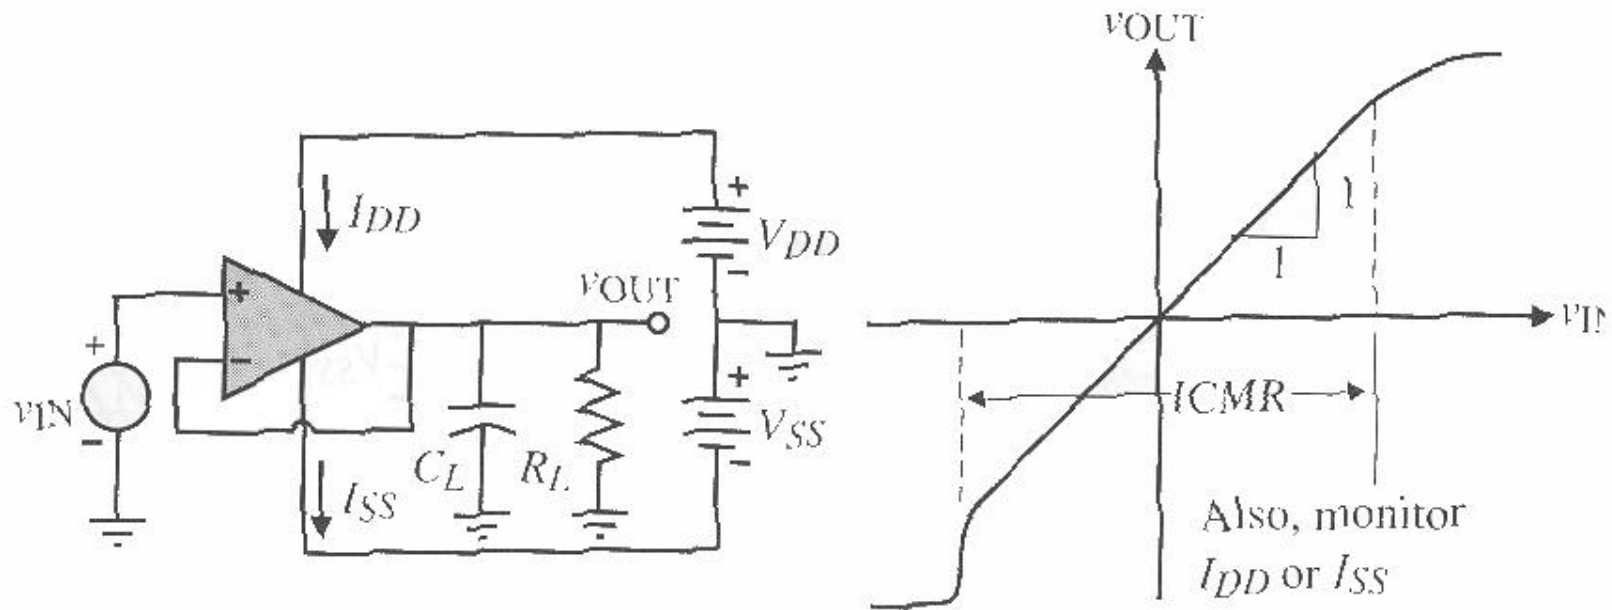 vOUT
IDD
+
VDD
-
vOUT
+
-
+
vIN
-
+
VSS
-
CL
RL
ISS
1
1
vIN
ICMR
Also, monitor
IDD or ISS